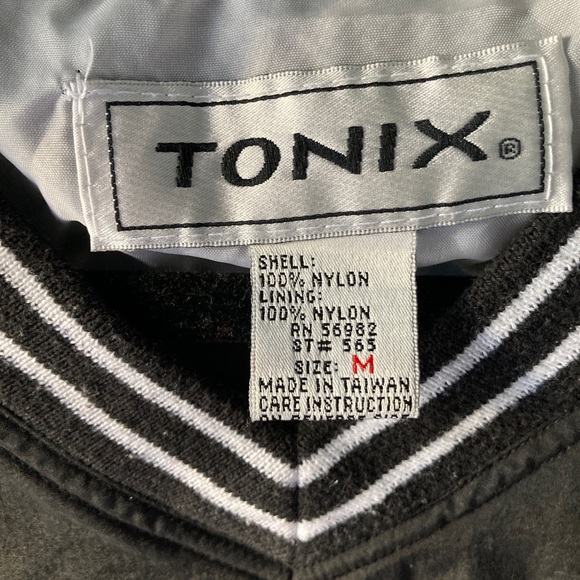 TONIX®
SHELL:
100% NYLON
LINING:
100% NYLON
RN 56982
ST# 565
SIZE: M
MADE IN TAIWAN
CARE INSTRUCTION